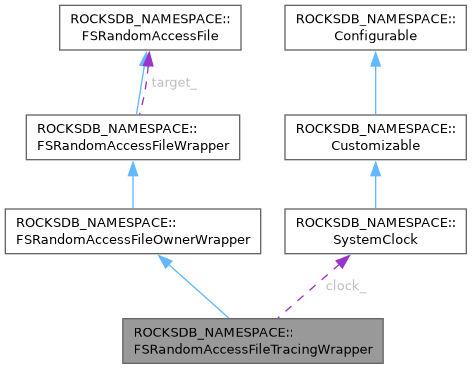 ROCKSDB_NAMESPACE::
FSRandomAccessFile
ROCKSDB_NAMESPACE::
Configurable
target_
ROCKSDB_NAMESPACE::
FSRandomAccessFileWrapper
ROCKSDB_NAMESPACE::
Customizable
ROCKSDB_NAMESPACE::
FSRandomAccessFileOwnerWrapper
ROCKSDB_NAMESPACE::
SystemClock
clock_
ROCKSDB_NAMESPACE::
FSRandomAccessFileTracingWrapper